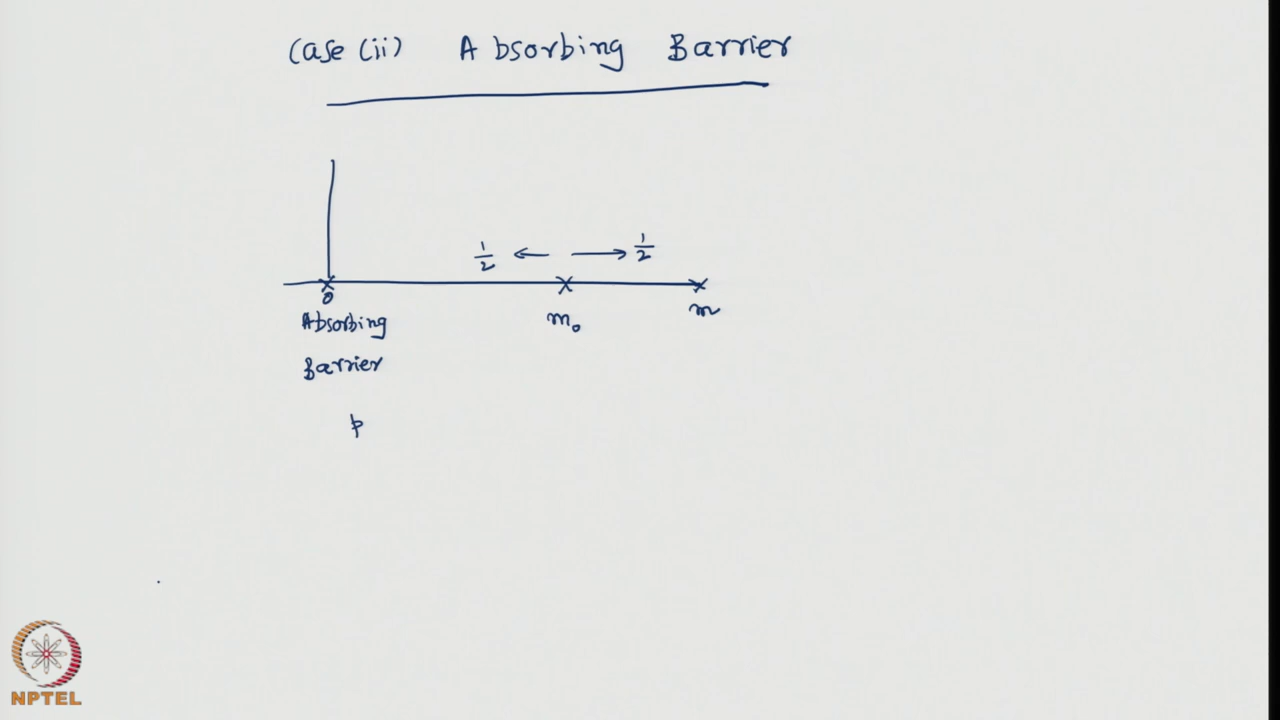 Case (ii) Absorbing Barrier
1/2 ← → 1/2
0 m₀ m
Absorbing
Barrier
p
NPTEL